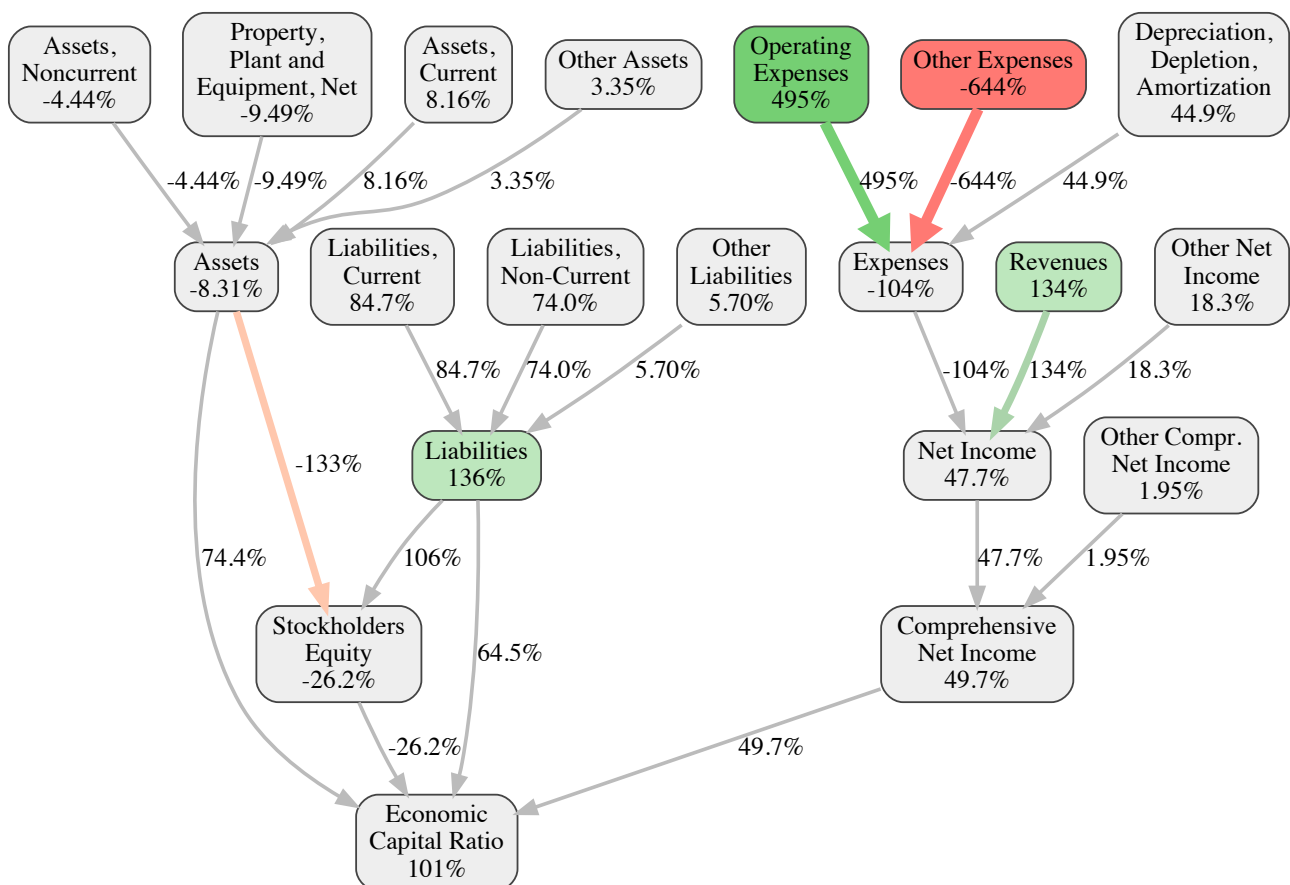 Assets,
Noncurrent
-4.44%
Property,
Plant and
Equipment, Net
-9.49%
Assets,
Current
8.16%
Other Assets
3.35%
Operating
Expenses
495%
Other Expenses
-644%
Depreciation,
Depletion,
Amortization
44.9%
-4.44%
-9.49%
8.16%
3.35%
495%
-644%
44.9%
Assets
-8.31%
Liabilities,
Current
84.7%
Liabilities,
Non-Current
74.0%
Other
Liabilities
5.70%
Expenses
-104%
Revenues
134%
Other Net
Income
18.3%
84.7%
74.0%
5.70%
-104%
134%
18.3%
-133%
Liabilities
136%
Net Income
47.7%
Other Compr.
Net Income
1.95%
74.4%
106%
47.7%
1.95%
Stockholders
Equity
-26.2%
64.5%
Comprehensive
Net Income
49.7%
-26.2%
49.7%
Economic
Capital Ratio
101%